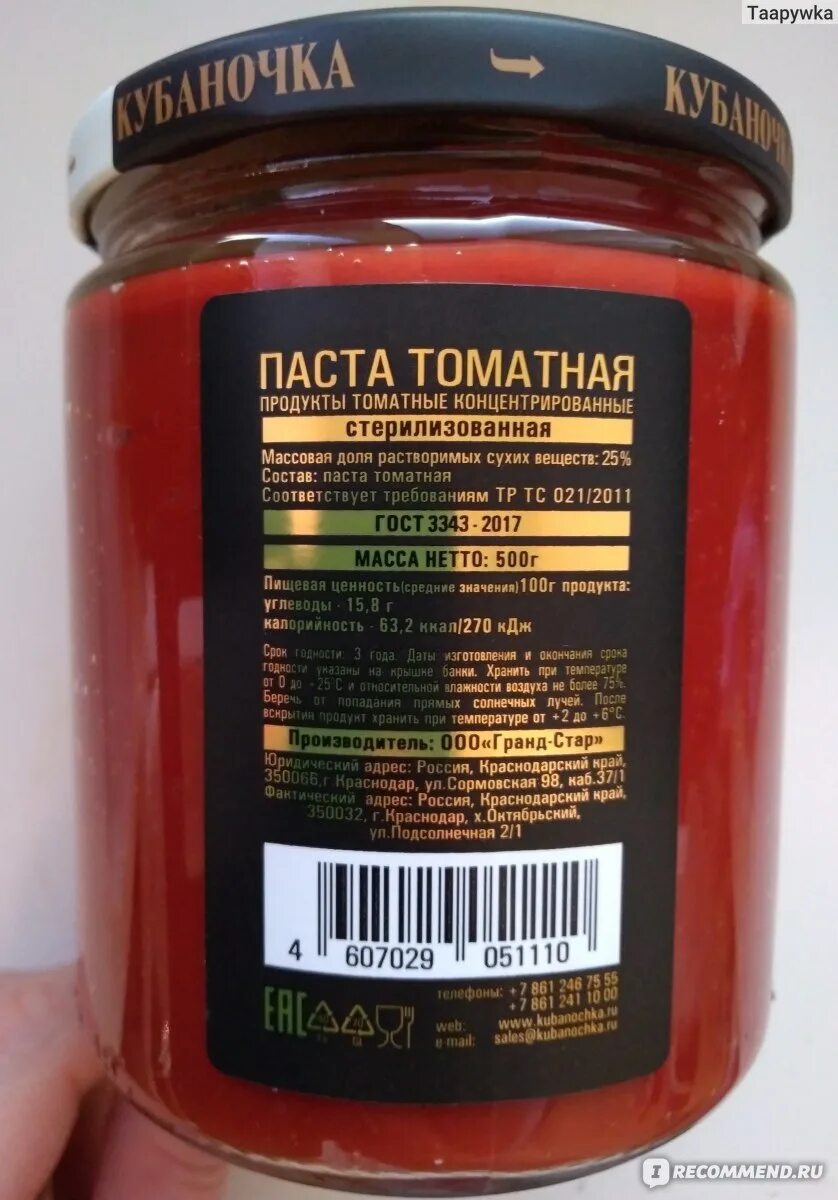 Таарywka
КУБАНОЧКА
КУБАНОЧКА
ПАСТА ТОМАТНАЯ
ПРОДУКТЫ ТОМАТНЫЕ КОНЦЕНТРИРОВАННЫЕ
стерилизованная
Массовая доля растворимых сухих веществ: 25%
Состав: паста томатная
Соответствует требованиям ТР ТС 021/2011
ГОСТ 3343-2017
МАССА НЕТТО: 500г
Пищевая ценность(средние значения)100г продукта:
углеводы - 15,8 г
калорийность - 63,2 ккал/270 кДж
Срок годности: 3 года. Даты изготовления и окончания срока
годности указаны на крышке банки. Хранить при температуре
от 0 до +25°С и относительной влажности воздуха не более 75%.
Беречь от попадания прямых солнечных лучей. После
вскрытия продукт хранить при температуре от +2 до +6°С
Производитель: ООО«Гранд-Стар»
Юридический адрес: Россия, Краснодарский край,
350066,г.Краснодар, ул.Сормовская 98, каб.37/1
Фактический адрес: Россия, Краснодарский край,
350032, г.Краснодар, х.Октябрьский,
ул.Подсолнечная 2/1
4 607029 051110
ЕАС
телефоны: +7 861 246 75 55
+7 861 241 10 00
web: www.kubanochka.ru
e-mail: sales@kubanochka.ru
IRECOMMEND.RU